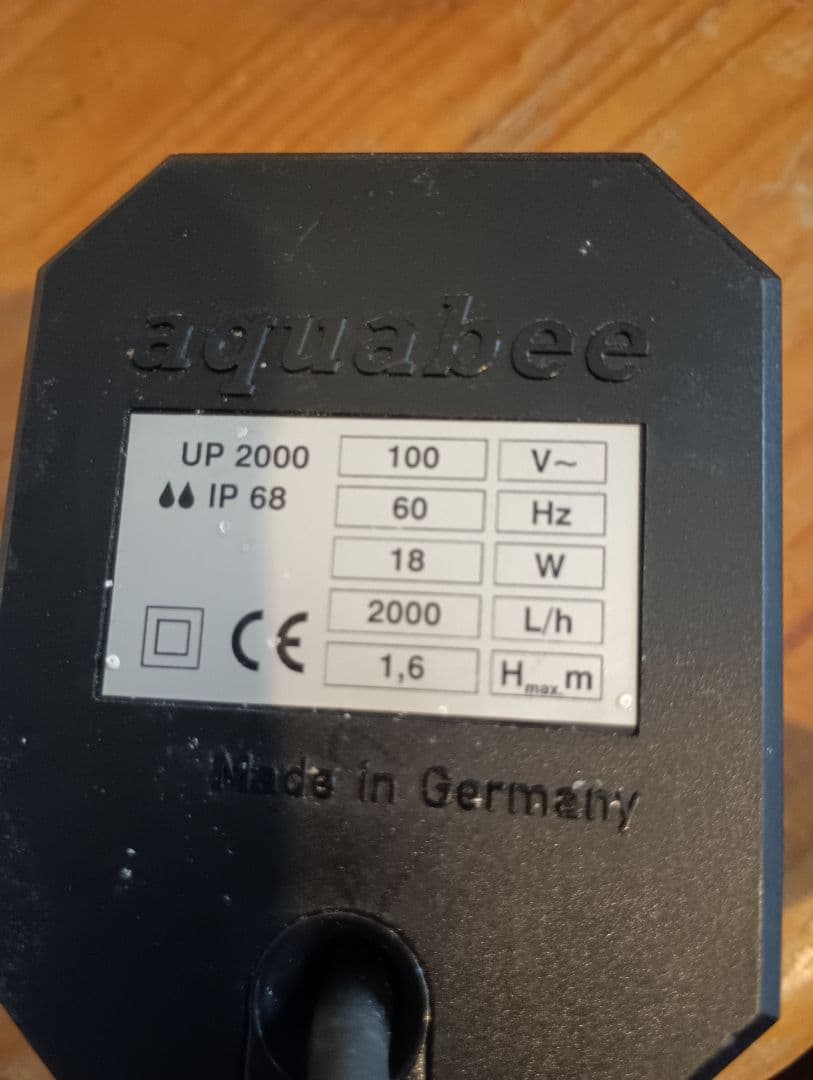 aquabee
UP 2000 100 V~
IP 68 60 Hz
18 W
2000 L/h
CE 1,6 Hmax. m
Made in Germany